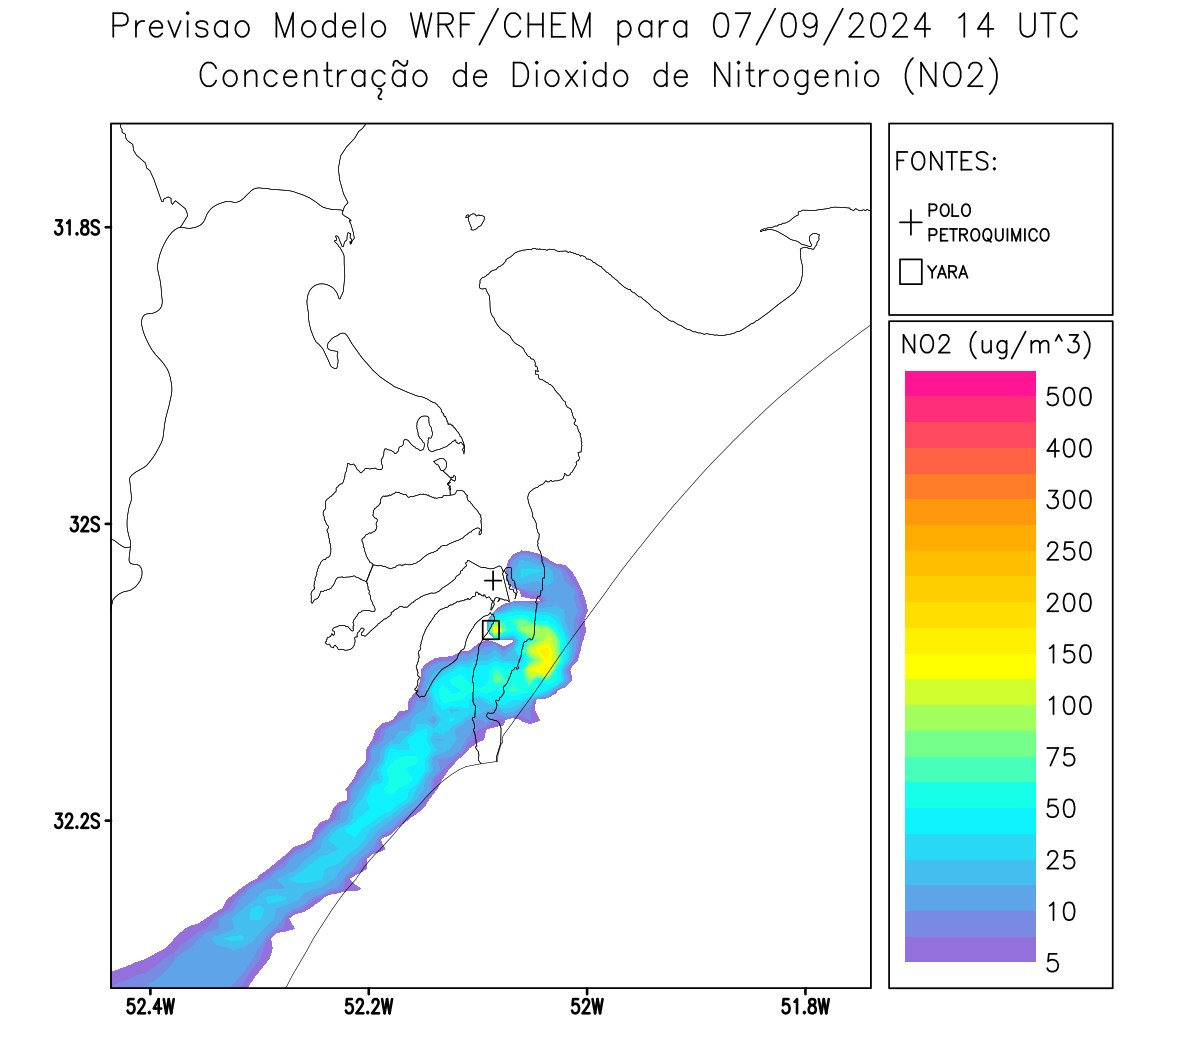 Previsao Modelo WRF/CHEM para 07/09/2024 14 UTC
Concentração de Dioxido de Nitrogenio (NO2)
FONTES:
POLO
PETROQUIMICO
YARA
NO2 (ug/m^3)
500
400
300
250
200
150
100
75
50
25
10
5
31.8S
32S
32.2S
52.4W
52.2W
52W
51.8W